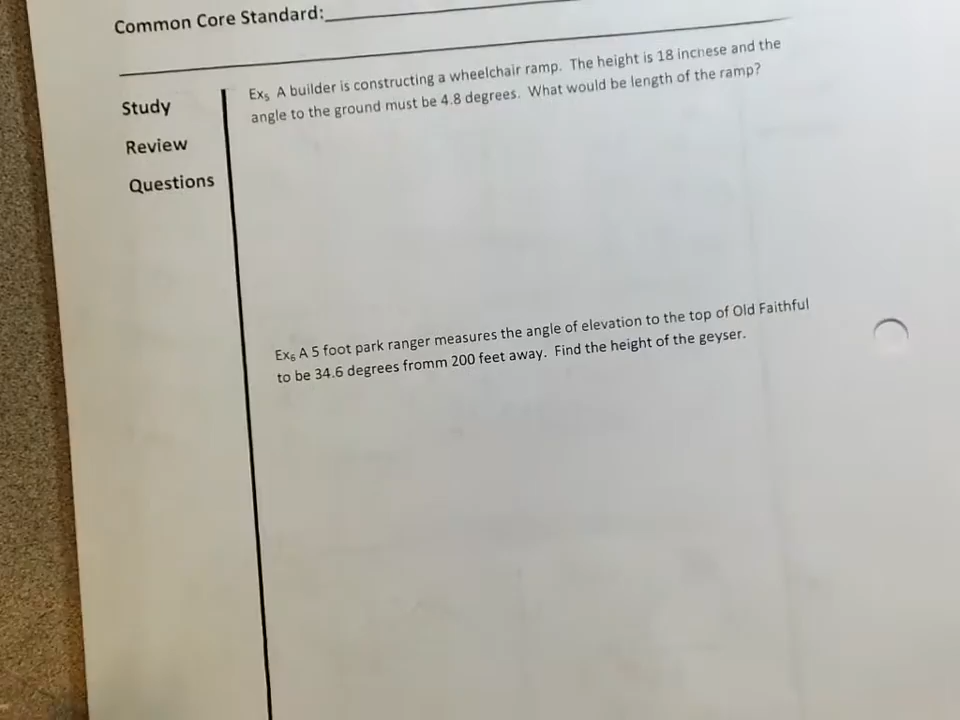 Common Core Standard:
Study
Review
Questions
Ex₅ A builder is constructing a wheelchair ramp. The height is 18 inchese and the
angle to the ground must be 4.8 degrees. What would be length of the ramp?
Ex₆ A 5 foot park ranger measures the angle of elevation to the top of Old Faithful
to be 34.6 degrees fromm 200 feet away. Find the height of the geyser.